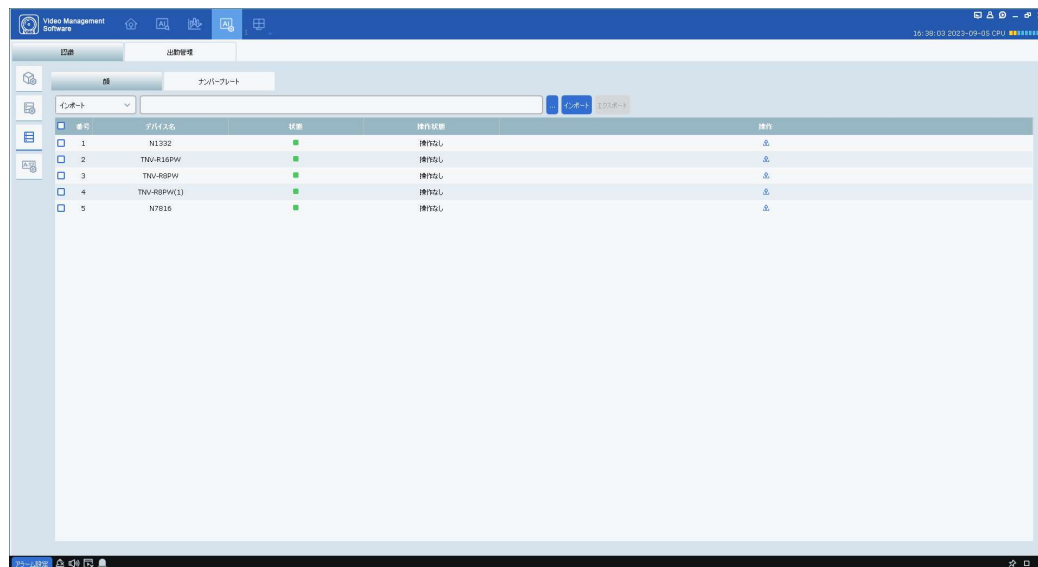 Video Management
Software
16:38:03 2023-09-05 CPU
認識 出勤管理
顔 ナンバープレート
インポート ... インポート エクスポート
番号 デバイス名 状態 操作状態 操作
1 N1332 操作なし
2 TNV-R16PW 操作なし
3 TNV-R8PW 操作なし
4 TNV-R8PW(1) 操作なし
5 N7816 操作なし
アラーム設定